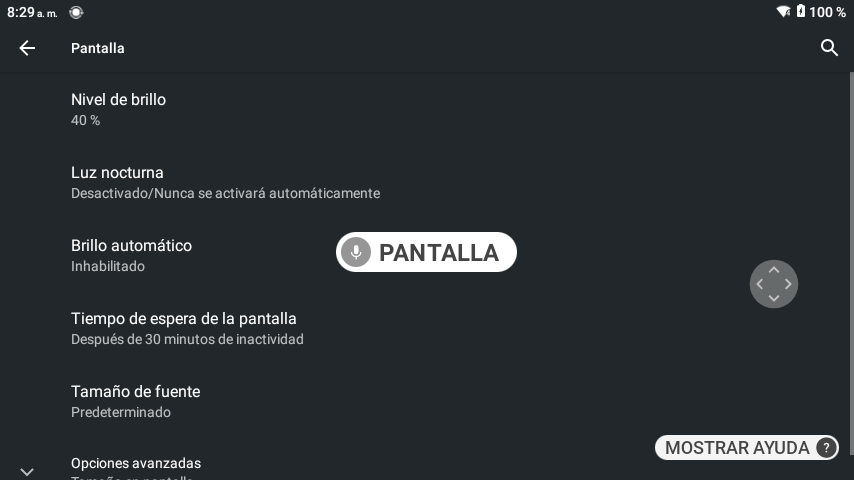 8:29 a. m.
100 %
Pantalla
Nivel de brillo
40 %
Luz nocturna
Desactivado/Nunca se activará automáticamente
Brillo automático
Inhabilitado
PANTALLA
Tiempo de espera de la pantalla
Después de 30 minutos de inactividad
Tamaño de fuente
Predeterminado
MOSTRAR AYUDA ?
Opciones avanzadas